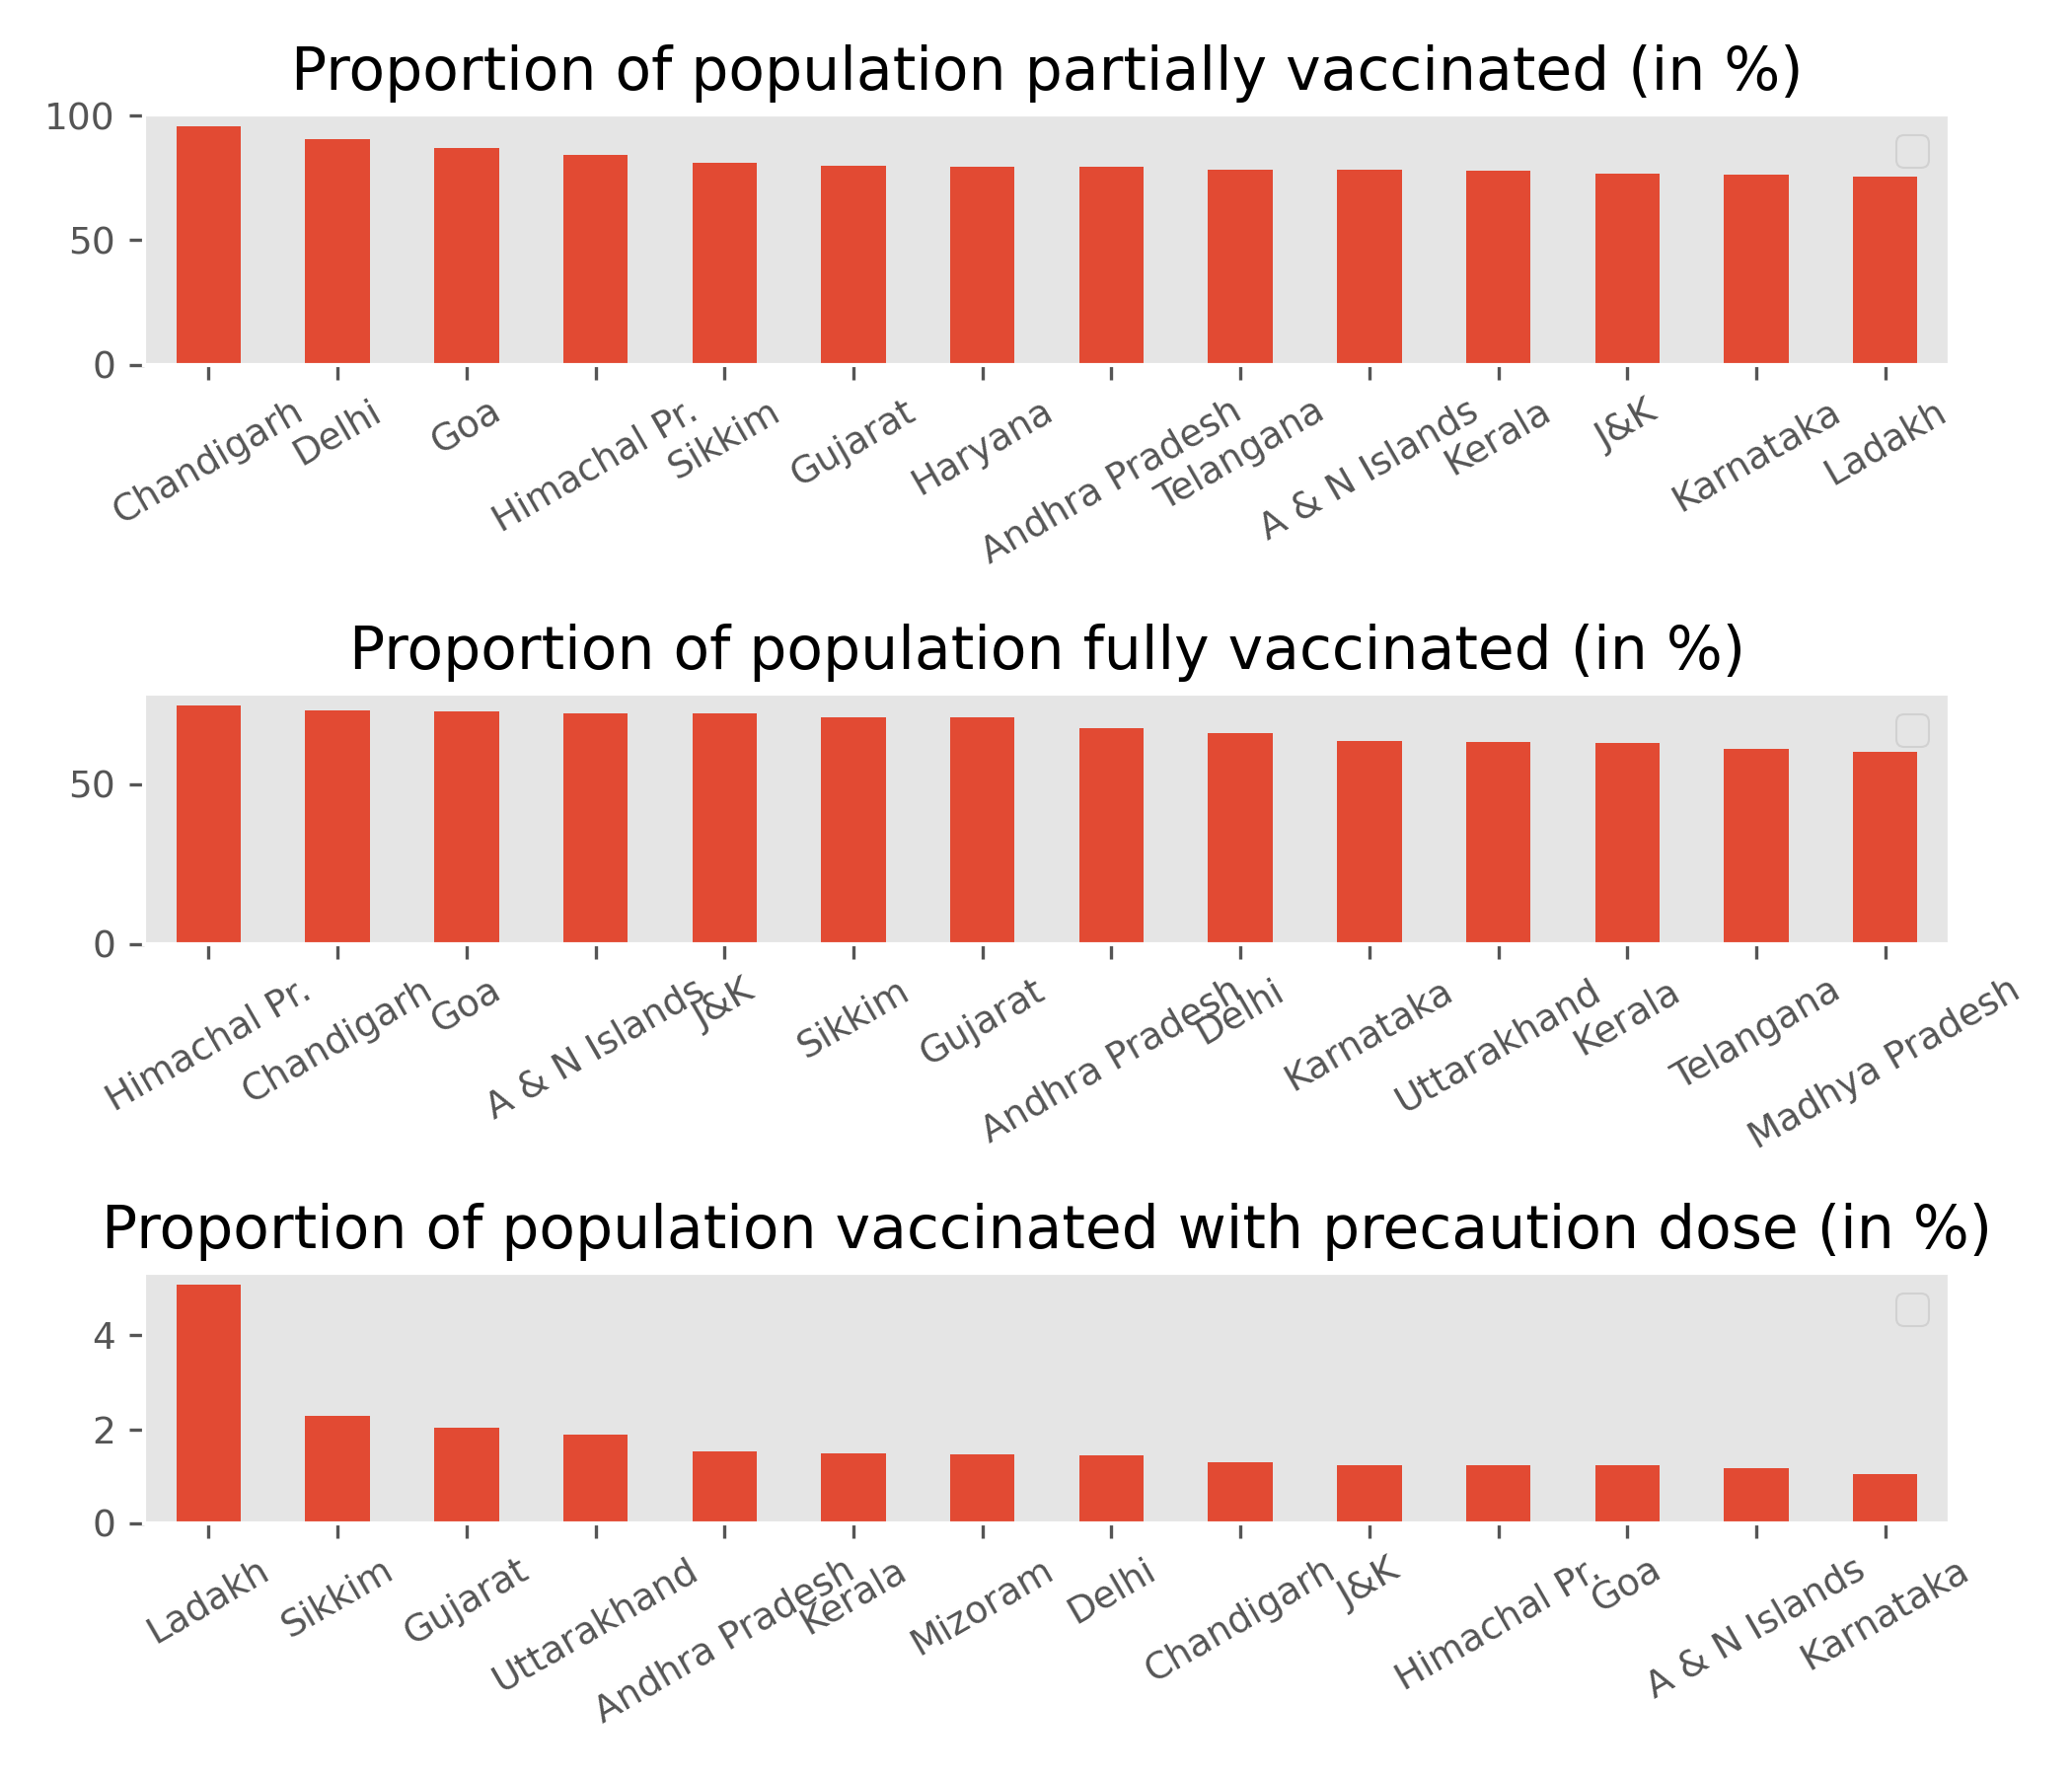 Proportion of population partially vaccinated (in %)
100
50
0
Chandigarh
Delhi
Goa
Himachal Pr.
Sikkim
Gujarat
Haryana
Andhra Pradesh
Telangana
A & N Islands
Kerala
J&K
Karnataka
Ladakh
Proportion of population fully vaccinated (in %)
50
0
Himachal Pr.
Chandigarh
Goa
A & N Islands
J&K
Sikkim
Gujarat
Andhra Pradesh
Delhi
Karnataka
Uttarakhand
Kerala
Telangana
Madhya Pradesh
Proportion of population vaccinated with precaution dose (in %)
4
2
0
Ladakh
Sikkim
Gujarat
Uttarakhand
Andhra Pradesh
Kerala
Mizoram
Delhi
Chandigarh
J&K
Himachal Pr.
Goa
A & N Islands
Karnataka